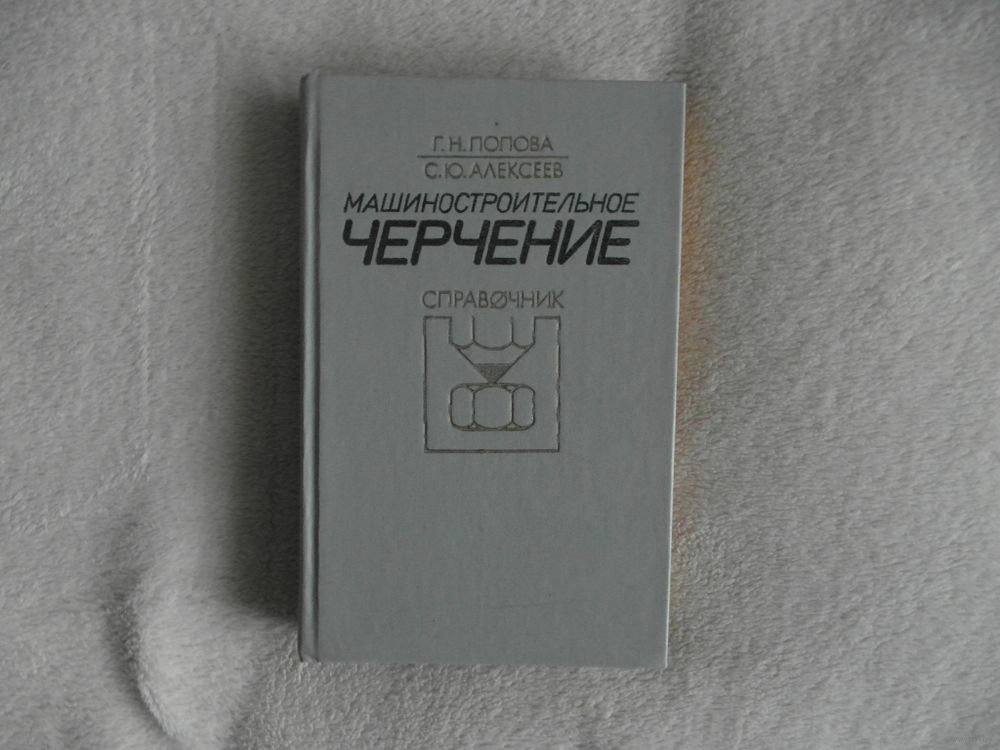 Г. Н. ПОПОВА
С. Ю. АЛЕКСЕЕВ
МАШИНОСТРОИТЕЛЬНОЕ
ЧЕРЧЕНИЕ
СПРАВОЧНИК